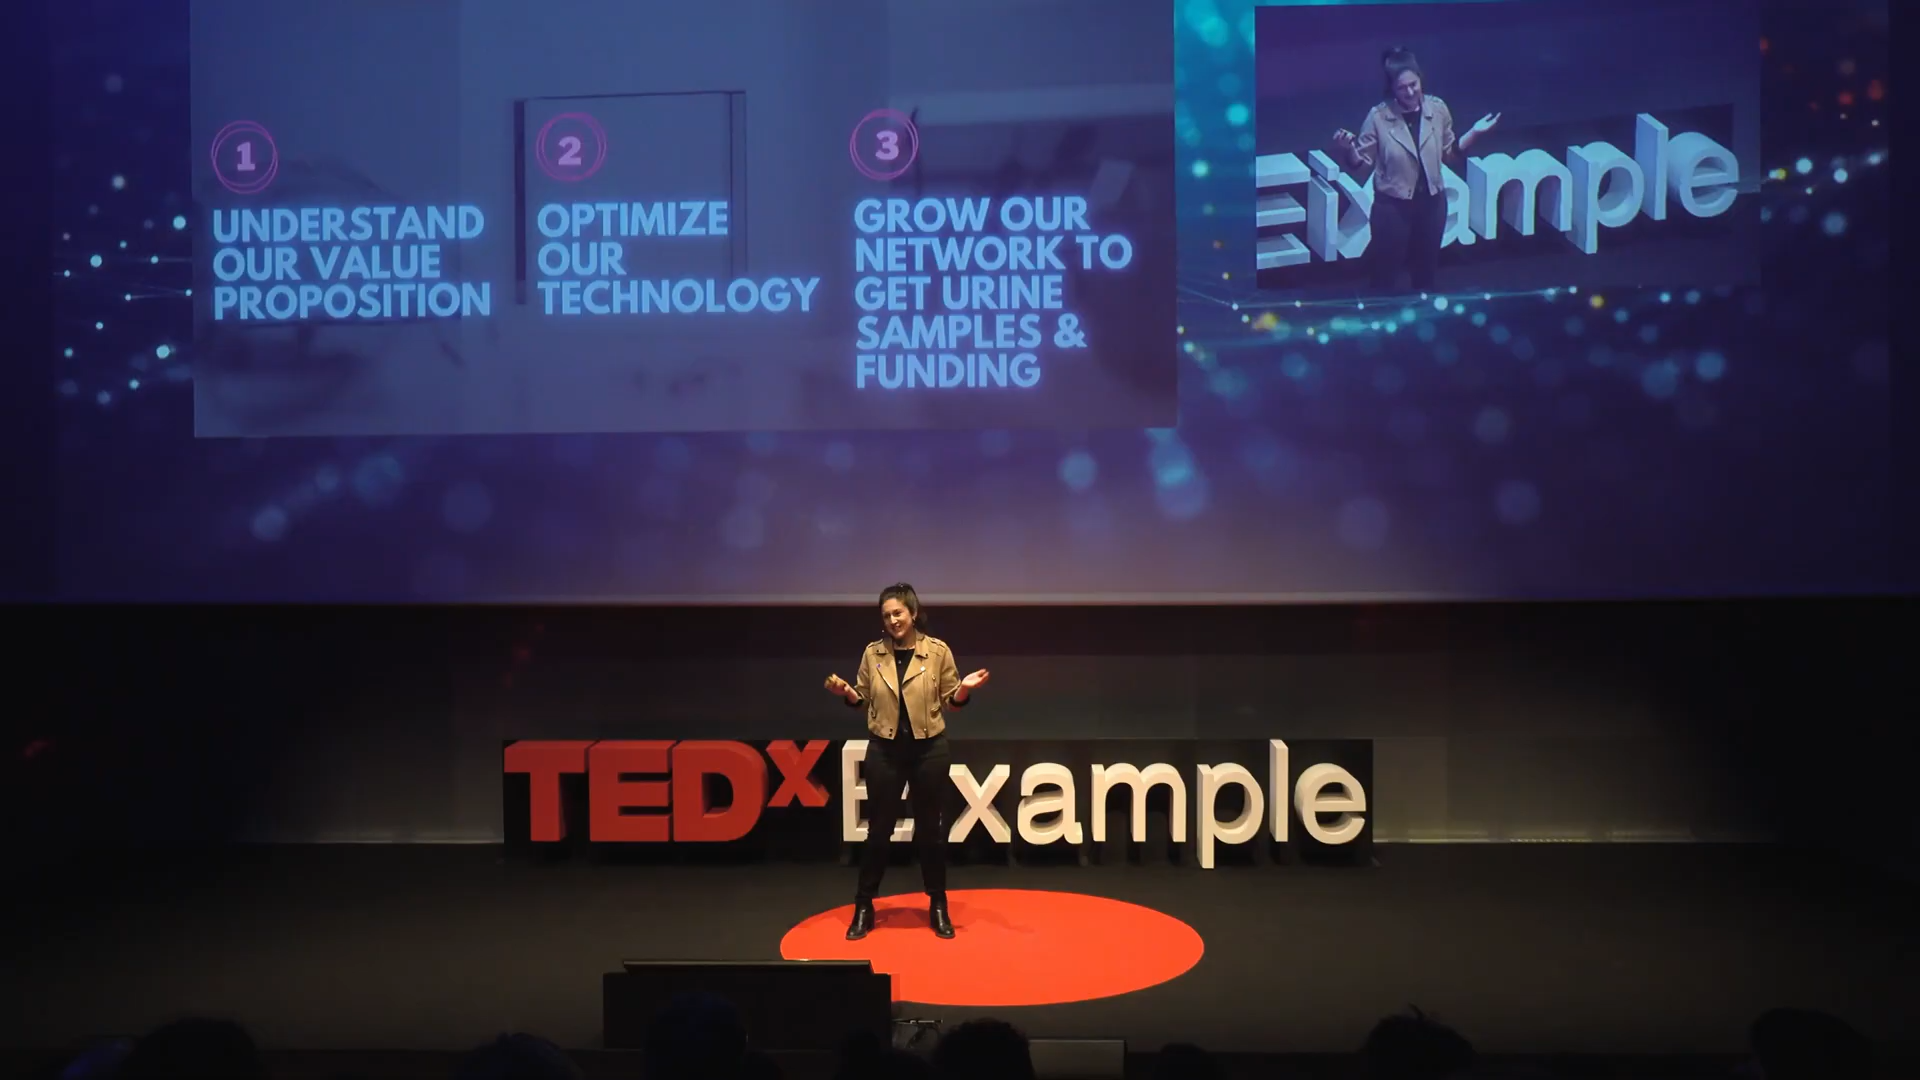 1
UNDERSTAND
OUR VALUE
PROPOSITION
2
OPTIMIZE
OUR
TECHNOLOGY
3
GROW OUR
NETWORK TO
GET URINE
SAMPLES &
FUNDING
Eixample
TEDx Eixample